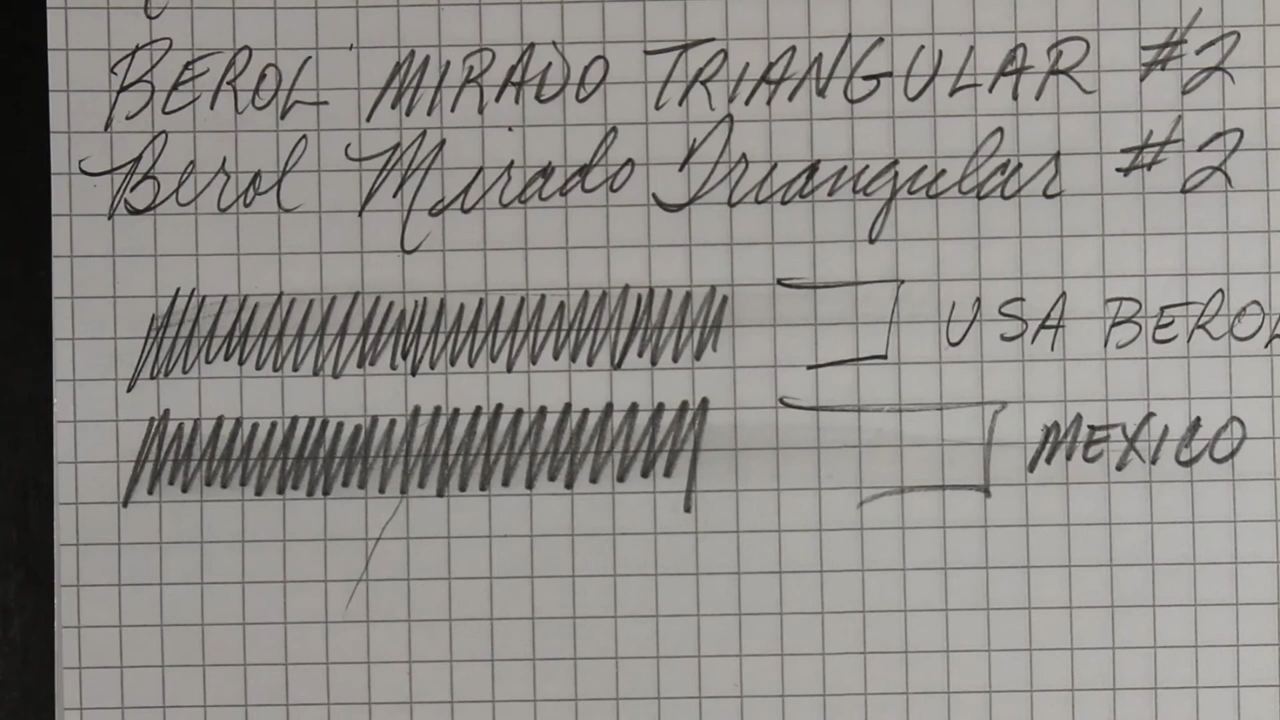 BEROL MIRADO TRIANGULAR #2
Berol Mirado Triangular #2
USA BEROL
MEXICO